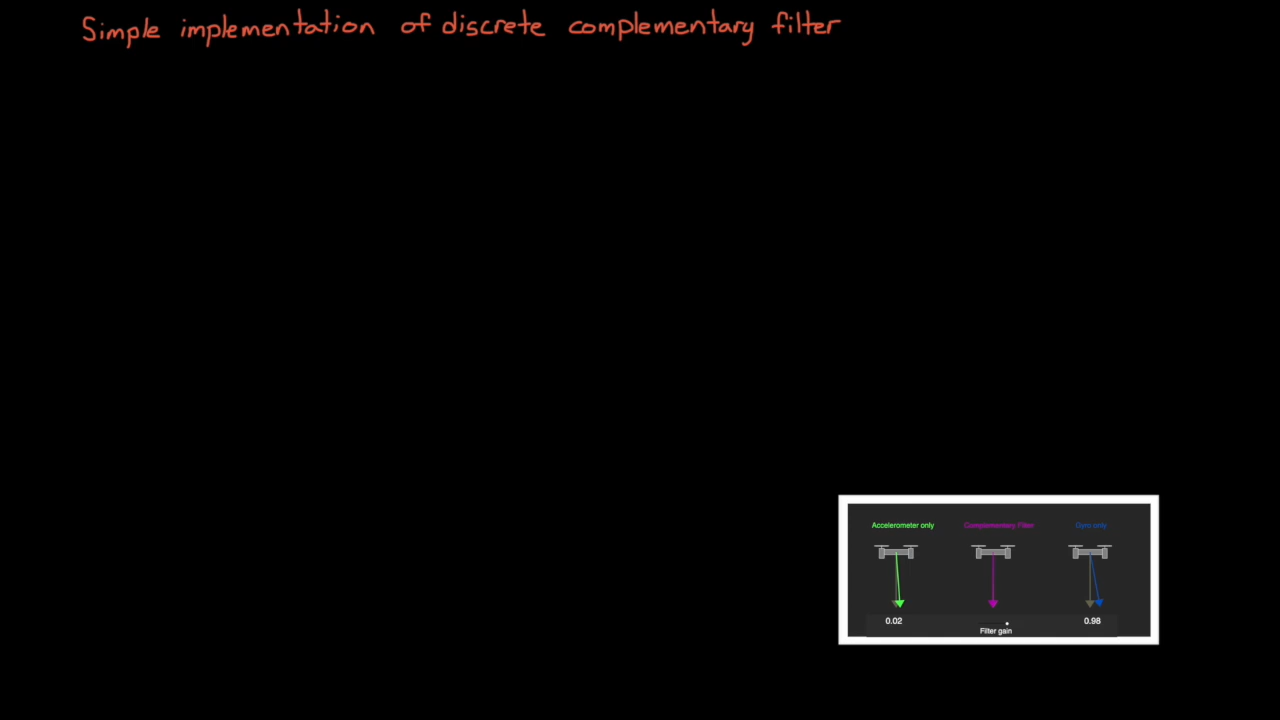 Simple implementation of discrete complementary filter
Accelerometer only Complementary Filter Gyro only
0.02 0.98
Filter gain